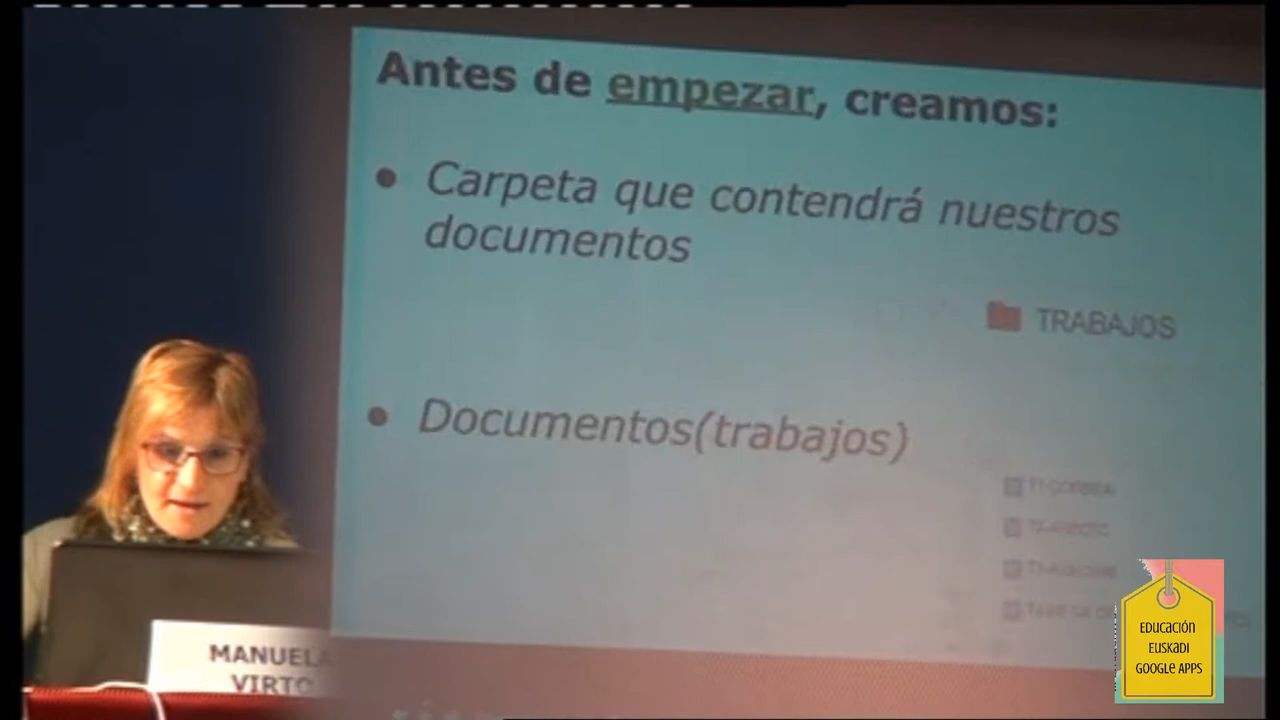 Antes de empezar, creamos:
● Carpeta que contendrá nuestros
documentos
TRABAJOS
● Documentos(trabajos)
MANUELA
VIRTO
EDUCACIÓN
EUSKADI
GOOGLE APPS